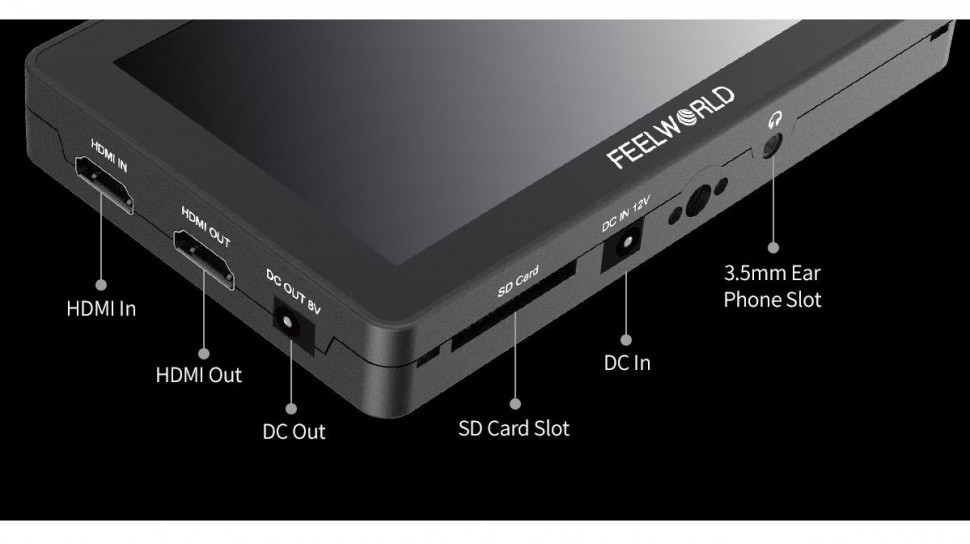 FEELWORLD
HDMI IN
HDMI OUT
DC OUT 8V
SD Card
DC IN 12V
HDMI In
HDMI Out
DC Out
SD Card Slot
DC In
3.5mm Ear
Phone Slot